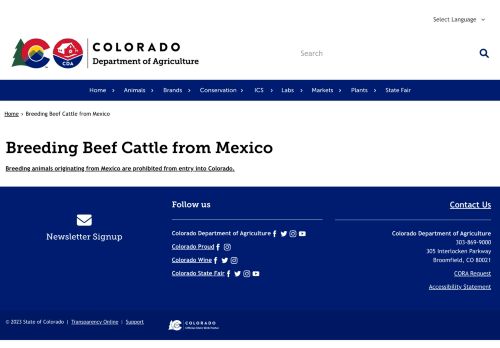 Select Language
CDA
COLORADO
Department of Agriculture
Search
Home Animals Brands Conservation ICS Labs Markets Plants State Fair
Home > Breeding Beef Cattle from Mexico
Breeding Beef Cattle from Mexico
Breeding animals originating from Mexico are prohibited from entry into Colorado.
Newsletter Signup
Follow us
Colorado Department of Agriculture
Colorado Proud
Colorado Wine
Colorado State Fair
Contact Us
Colorado Department of Agriculture
303-869-9000
305 Interlocken Parkway
Broomfield, CO 80021
CORA Request
Accessibility Statement
© 2023 State of Colorado | Transparency Online | Support
COLORADO